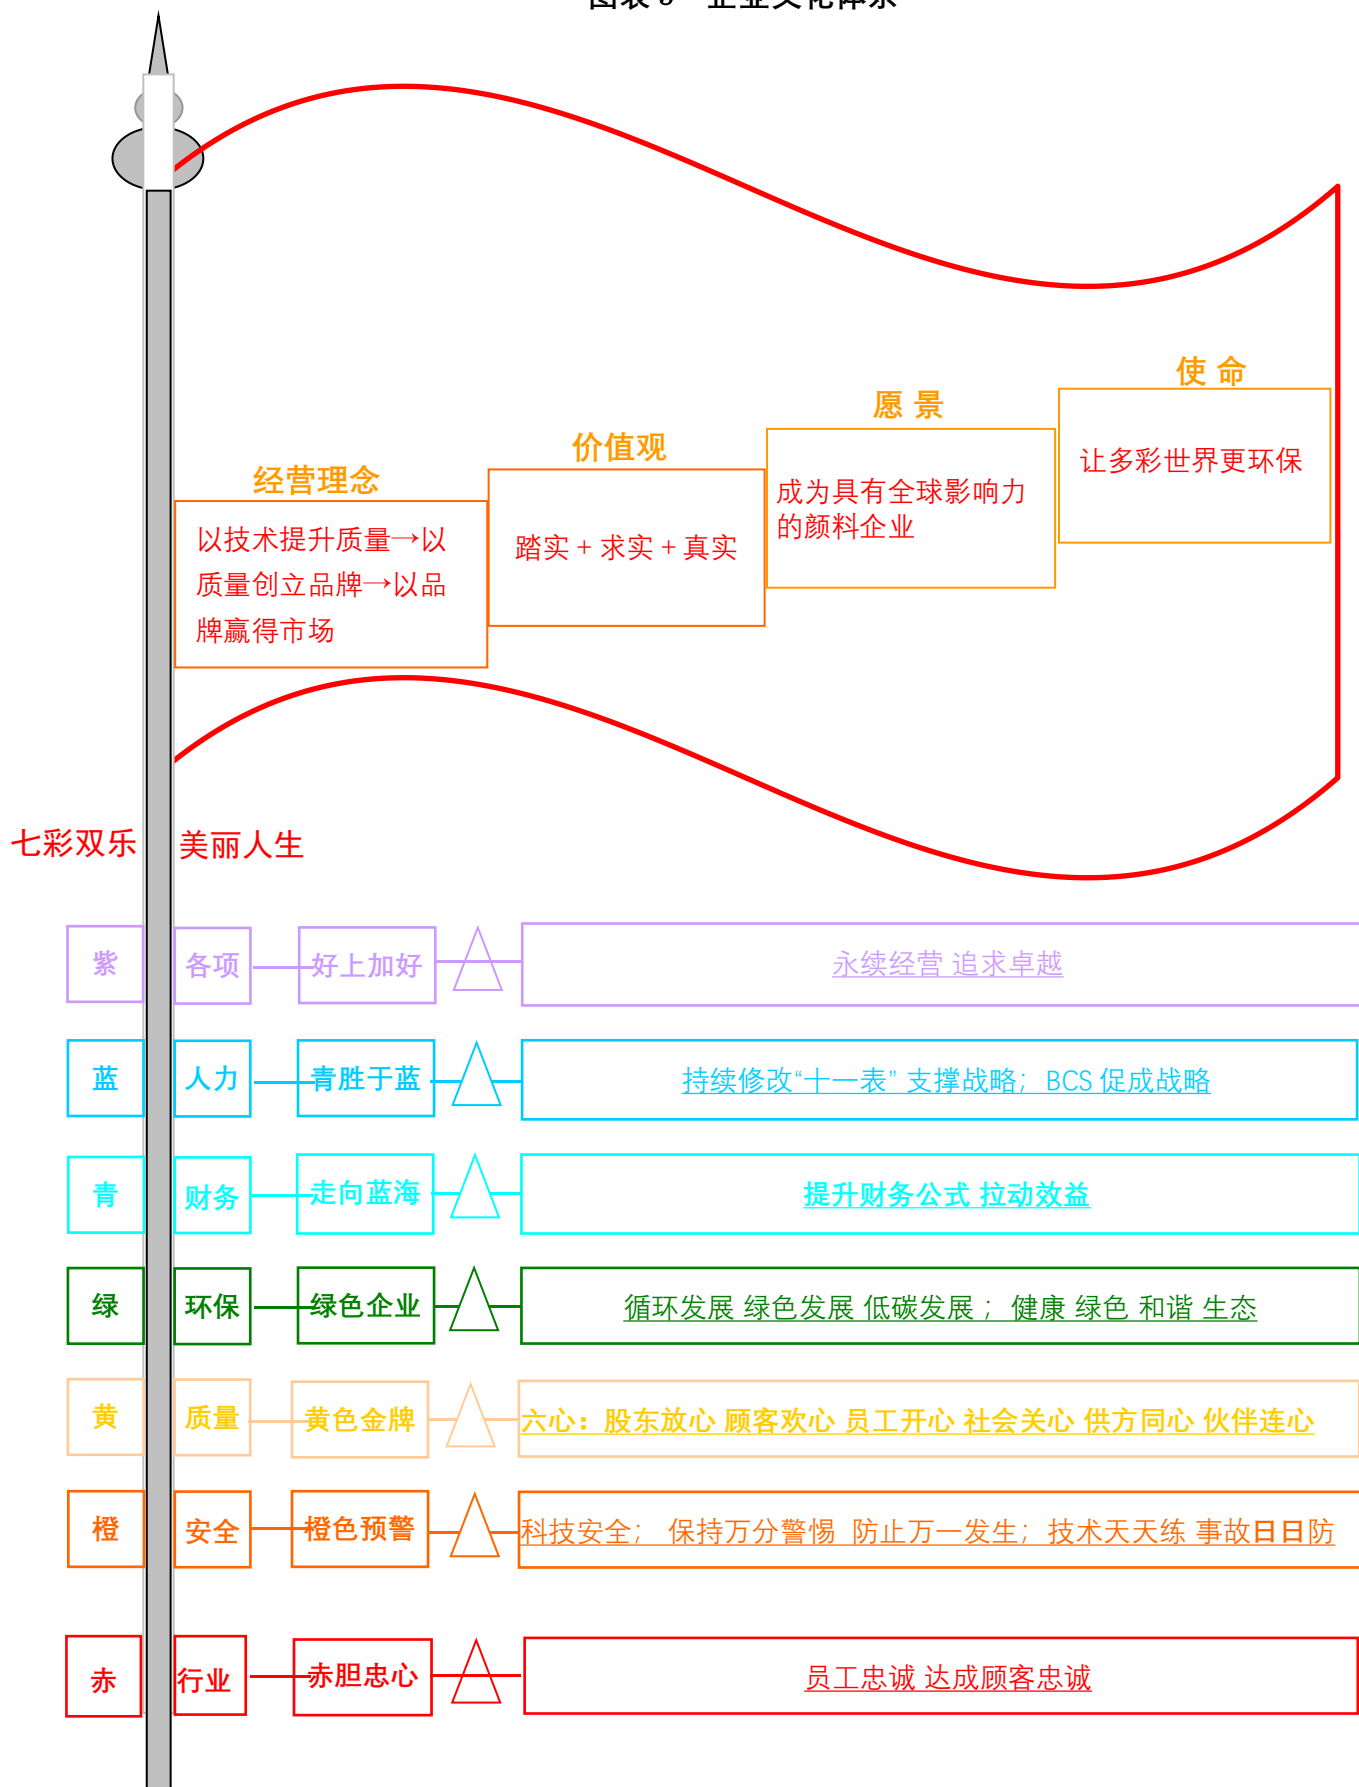 使 命
让多彩世界更环保
愿 景
成为具有全球影响力
的颜料企业
价值观
踏实 + 求实 + 真实
经营理念
以技术提升质量→以
质量创立品牌→以品
牌赢得市场
七彩双乐 美丽人生
紫 各项 好上加好 永续经营 追求卓越
蓝 人力 青胜于蓝 持续修改“十一表” 支撑战略；BCS 促成战略
青 财务 走向蓝海 提升财务公式 拉动效益
绿 环保 绿色企业 循环发展 绿色发展 低碳发展 ；健康 绿色 和谐 生态
黄 质量 黄色金牌 六心：股东放心 顾客欢心 员工开心 社会关心 供方同心 伙伴连心
橙 安全 橙色预警 科技安全； 保持万分警惕 防止万一发生；技术天天练 事故日日防
赤 行业 赤胆忠心 员工忠诚 达成顾客忠诚